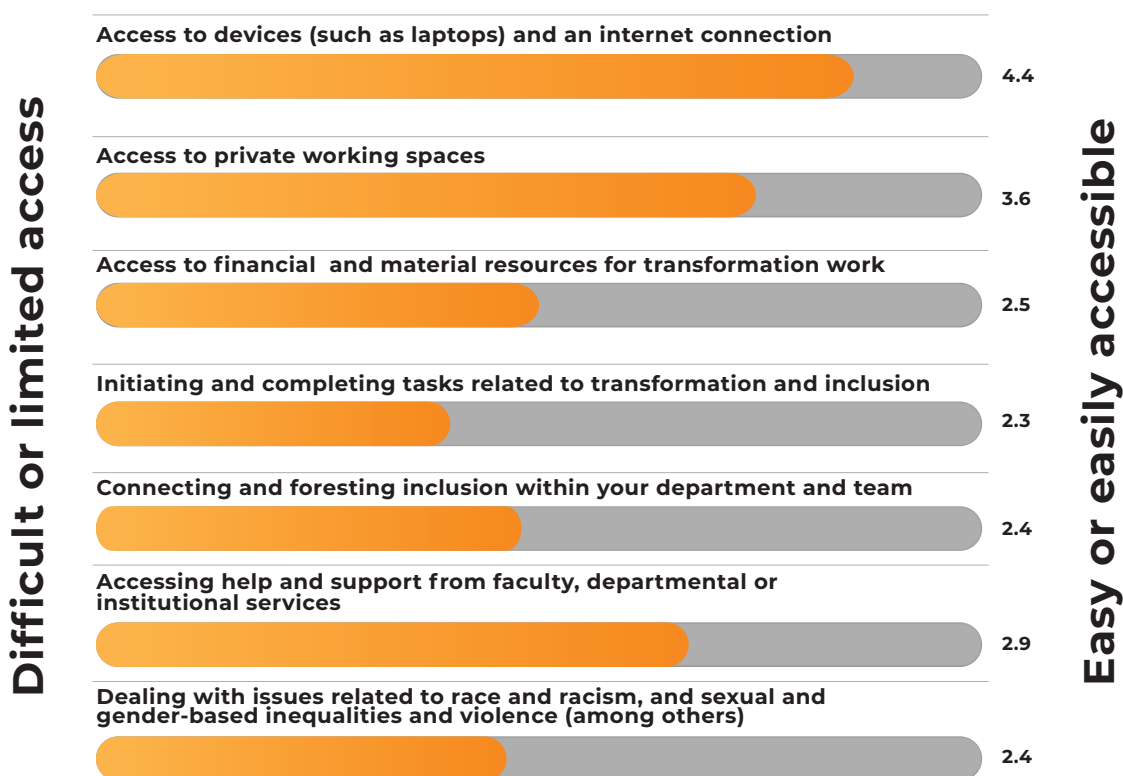 Difficult or limited access
Access to devices (such as laptops) and an internet connection
4.4
Access to private working spaces
3.6
Access to financial  and material resources for transformation work
2.5
Initiating and completing tasks related to transformation and inclusion
2.3
Connecting and foresting inclusion within your department and team
2.4
Accessing help and support from faculty, departmental or
institutional services
2.9
Dealing with issues related to race and racism, and sexual and
gender-based inequalities and violence (among others)
2.4
Easy or easily accessible